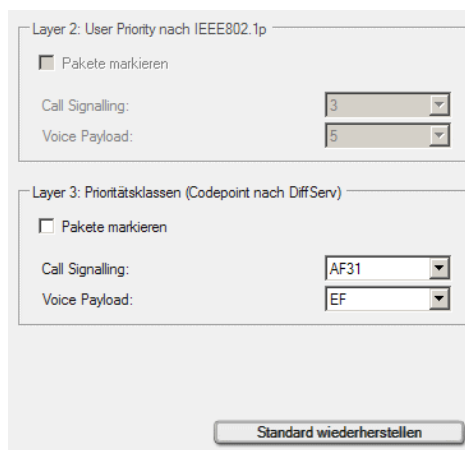 Layer 2: User Priority nach IEEE802.1p
Pakete markieren
Call Signalling: 3
Voice Payload: 5
Layer 3: Prioritätsklassen (Codepoint nach DiffServ)
Pakete markieren
Call Signalling: AF31
Voice Payload: EF
Standard wiederherstellen